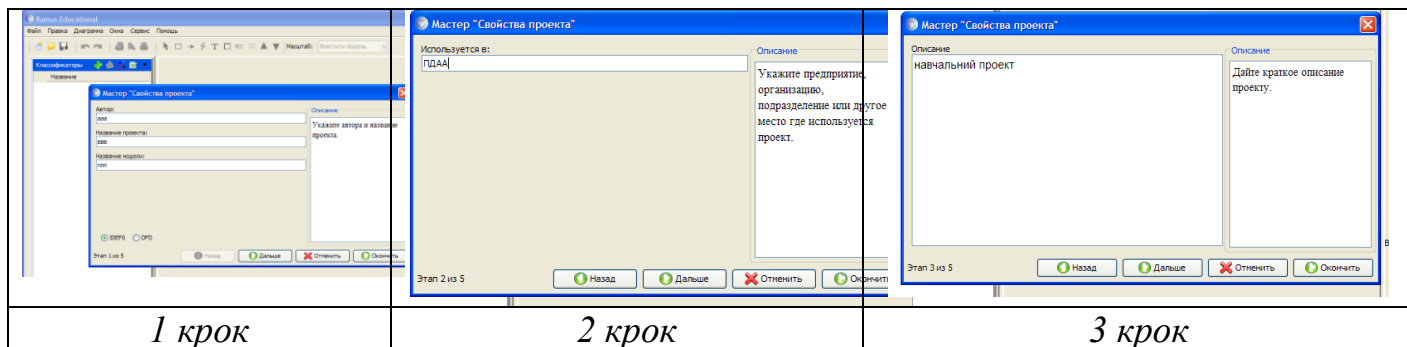 Ramus Educational
Файл Правка Диаграмма Окна Сервис Помощь
Масштаб: Вместить модель
Классификаторы
Название
Мастер "Свойства проекта"
Автор:
ааа
Название проекта:
Название модели:
ппп
IDEF0 DFD
Описание
Укажите автора и название
проекта.
Этап 1 из 5
Назад Дальше Отменить Окончить
Мастер "Свойства проекта"
Используется в:
ПДАА
Описание
Укажите предприятие,
организацию,
подразделение или другое
место где используется
проект.
Этап 2 из 5
Назад Дальше Отменить Окончить
Мастер "Свойства проекта"
Описание
навчальний проект
Описание
Дайте краткое описание
проекту.
Этап 3 из 5
Назад Дальше Отменить Окончить
В
1 крок 2 крок 3 крок